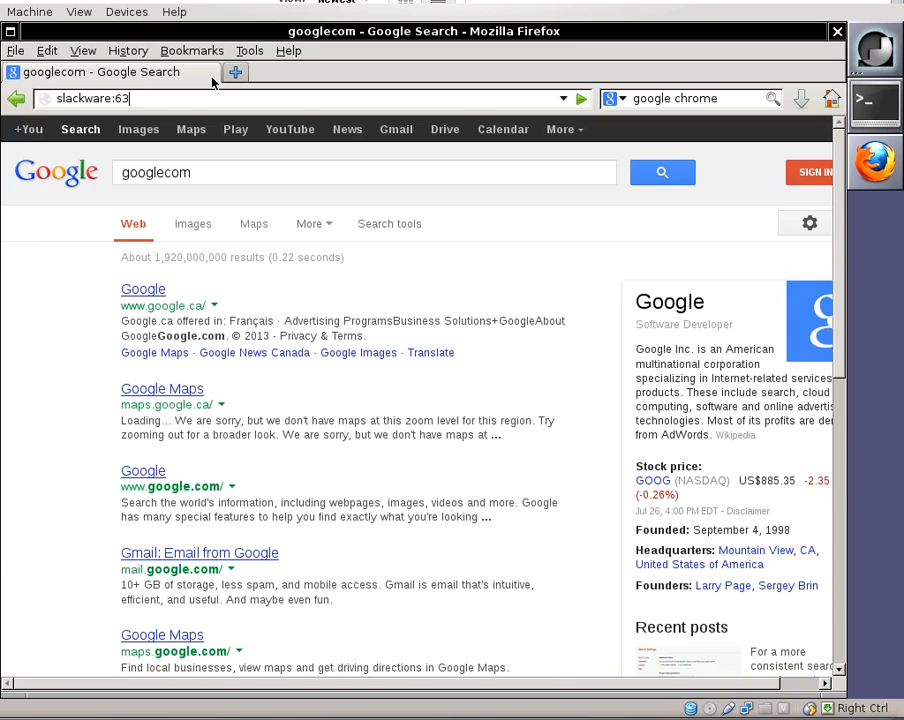 Machine View Devices Help
googlecom - Google Search - Mozilla Firefox
File Edit View History Bookmarks Tools Help
googlecom - Google Search
slackware:63 google chrome
+You Search Images Maps Play YouTube News Gmail Drive Calendar More
Google googlecom SIGN IN
Web Images Maps More Search tools
About 1,920,000,000 results (0.22 seconds)
Google
www.google.ca/
Google.ca offered in: Français · Advertising ProgramsBusiness Solutions+GoogleAbout
GoogleGoogle.com. © 2013 - Privacy & Terms.
Google Maps · Google News Canada · Google Images · Translate
Google Maps
maps.google.ca/
Loading... We are sorry, but we don't have maps at this zoom level for this region. Try
zooming out for a broader look. We are sorry, but we don't have maps at ...
Google
www.google.com/
Search the world's information, including webpages, images, videos and more. Google
has many special features to help you find exactly what you're looking ...
Gmail: Email from Google
mail.google.com/
10+ GB of storage, less spam, and mobile access. Gmail is email that's intuitive,
efficient, and useful. And maybe even fun.
Google Maps
maps.google.com/
Find local businesses, view maps and get driving directions in Google Maps.
Google
Software Developer
Google Inc. is an American
multinational corporation
specializing in Internet-related services
products. These include search, cloud
computing, software and online advertis
technologies. Most of its profits are de
from AdWords. Wikipedia
Stock price:
GOOG (NASDAQ) US$885.35 -2.35
(-0.26%)
Jul 26, 4:00 PM EDT - Disclaimer
Founded: September 4, 1998
Headquarters: Mountain View, CA,
United States of America
Founders: Larry Page, Sergey Brin
Recent posts
For a more
consistent sear
Right Ctrl